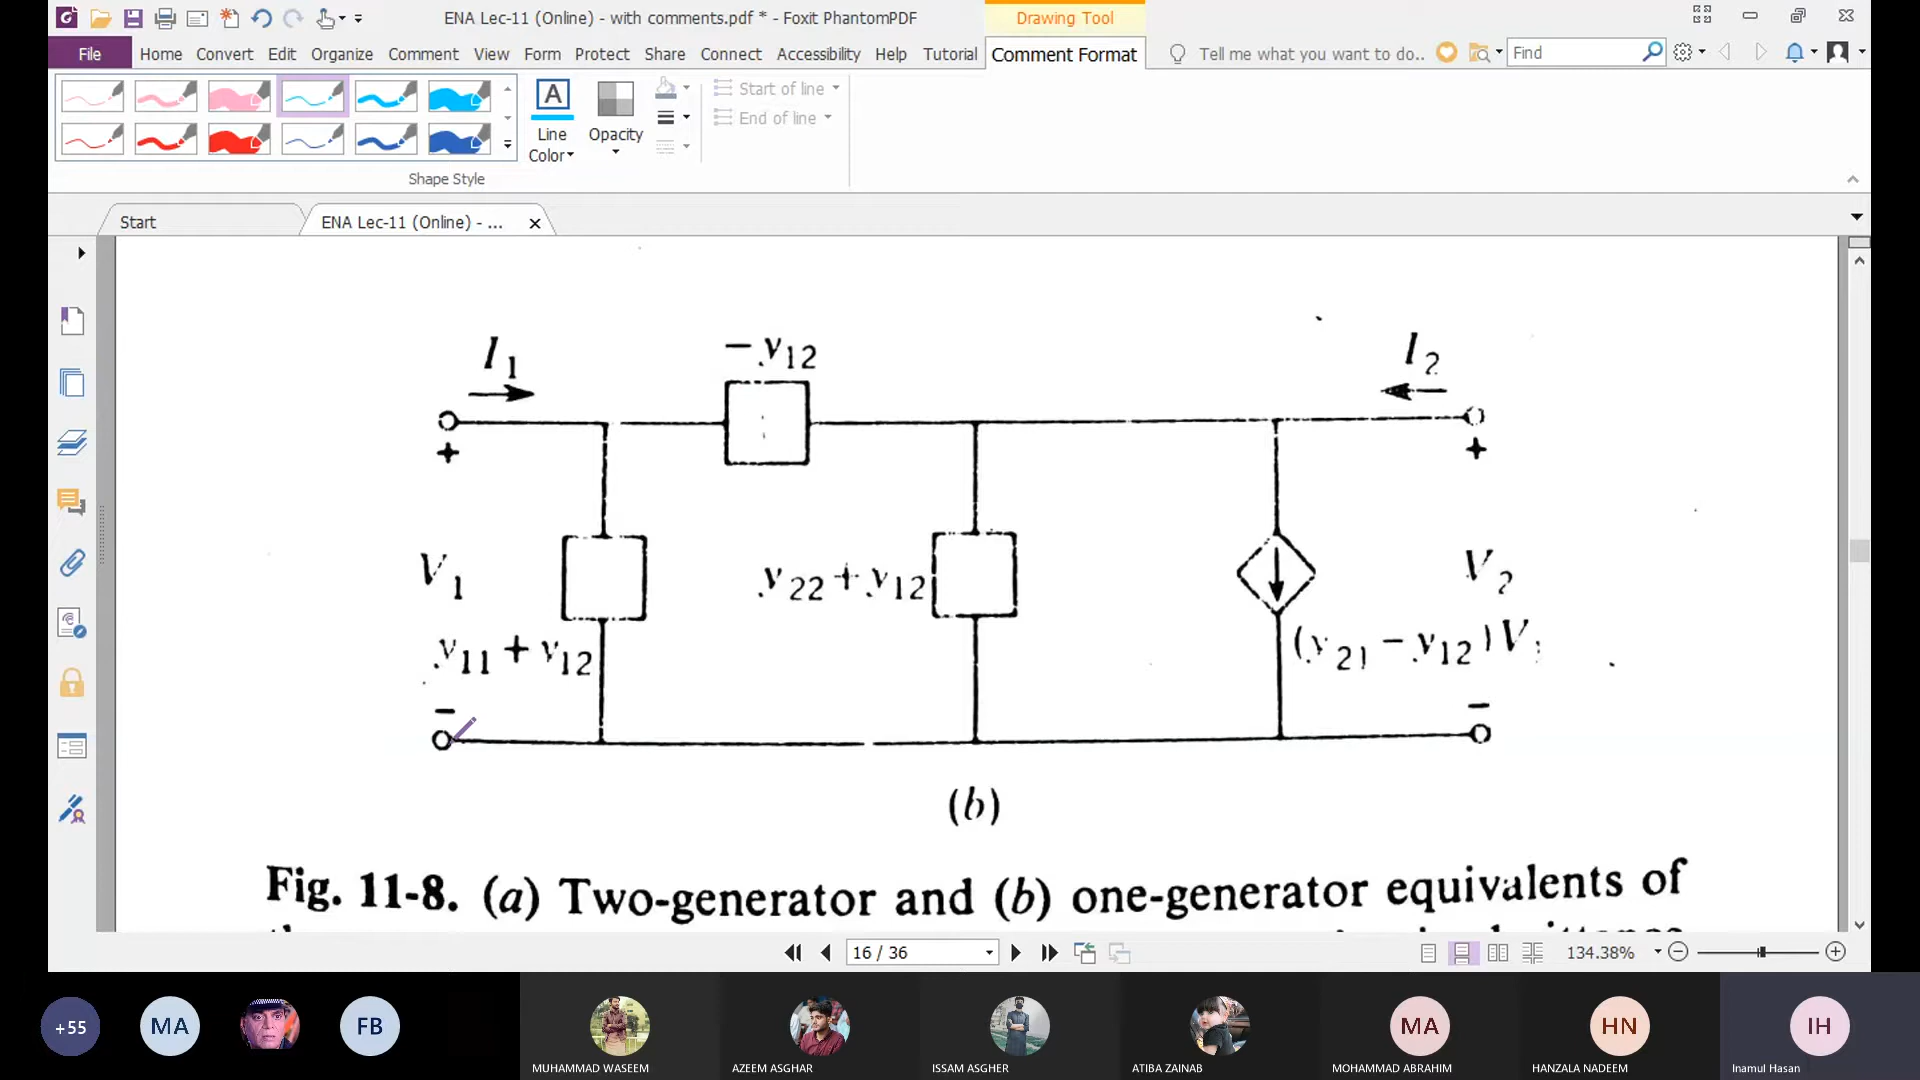 ENA Lec-11 (Online) - with comments.pdf * - Foxit PhantomPDF
Drawing Tool
File Home Convert Edit Organize Comment View Form Protect Share Connect Accessibility Help Tutorial Comment Format Tell me what you want to do.. Find
Line Color
Opacity
Start of line
End of line
Shape Style
Start
ENA Lec-11 (Online) - ...
I1
- y12
I2
+
+
V1
y22 + y12
V2
y11 + y12
(y21 - y12) V
-
-
(b)
Fig. 11-8. (a) Two-generator and (b) one-generator equivalents of
16 / 36
134.38%
+55
MA
FB
MA
HN
IH
MUHAMMAD WASEEM
AZEEM ASGHAR
ISSAM ASGHER
ATIBA ZAINAB
MOHAMMAD ABRAHIM
HANZALA NADEEM
Inamul Hasan